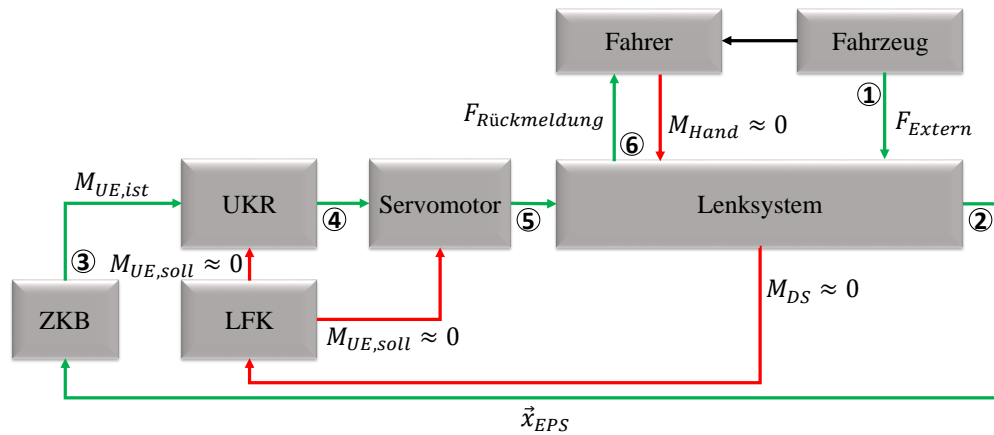 Fahrer
Fahrzeug
①
F_Rückmeldung
⑥
M_Hand ≈ 0
F_Extern
M_UE,ist
UKR
④
Servomotor
⑤
Lenksystem
②
③
M_UE,soll ≈ 0
M_DS ≈ 0
ZKB
LFK
M_UE,soll ≈ 0
x⃗_EPS